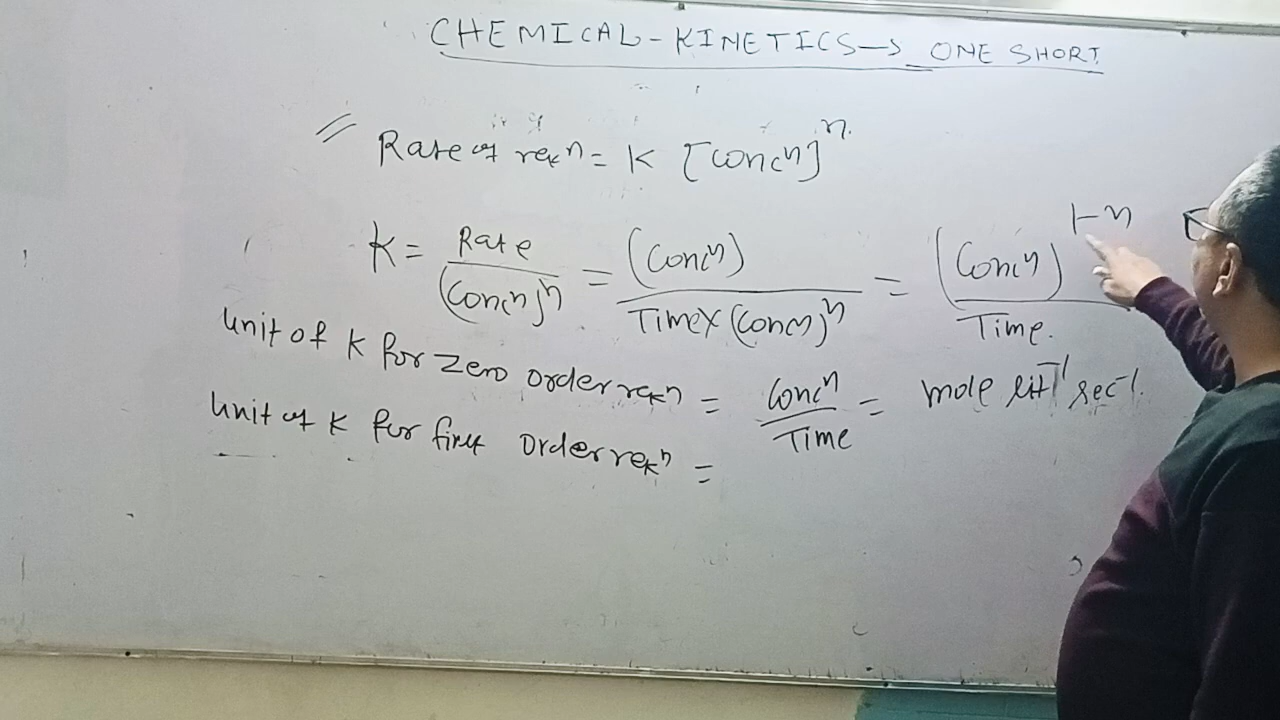 CHEMICAL-KINETICS→ ONE SHORT
Rate of rexⁿ = K [Concⁿ]ⁿ
K = Rate / (Concⁿ)ⁿ = (Concⁿ) / Time×(Concⁿ)ⁿ = (Concⁿ)^1-n / Time.
Unit of K for zero order rexⁿ = Concⁿ / Time = mole lit⁻¹ sec⁻¹.
Unit of K for first order rexⁿ =